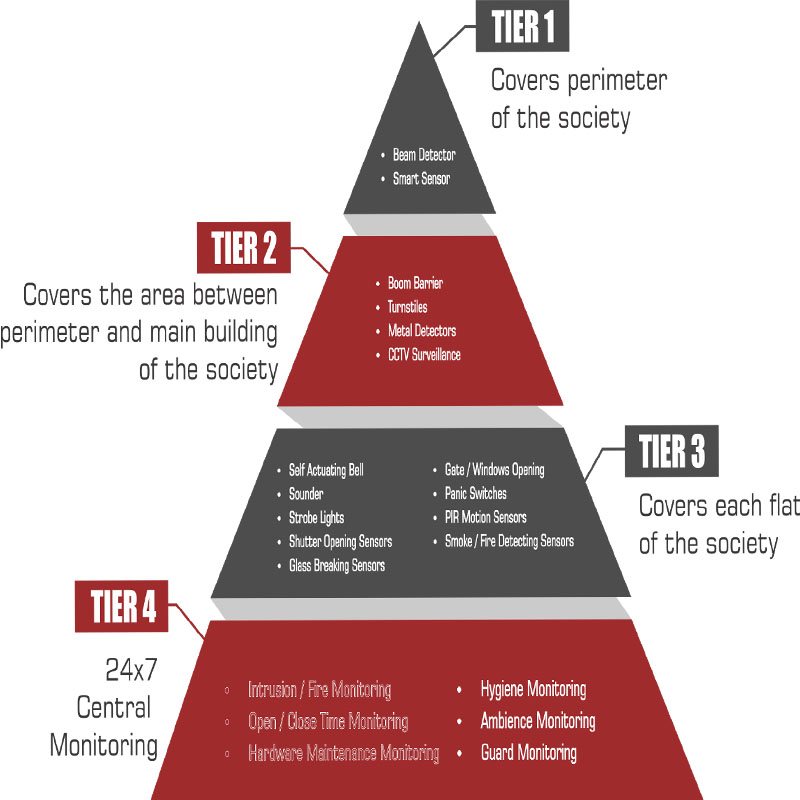 TIER 1
Covers perimeter
of the society
• Beam Detector
• Smart Sensor
TIER 2
Covers the area between
perimeter and main building
of the society
• Boom Barrier
• Turnstiles
• Metal Detectors
• CCTV Surveillance
TIER 3
Covers each flat
of the society
• Self Actuating Bell
• Sounder
• Strobe Lights
• Shutter Opening Sensors
• Glass Breaking Sensors
• Gate / Windows Opening
• Panic Switches
• PIR Motion Sensors
• Smoke / Fire Detecting Sensors
TIER 4
24x7
Central
Monitoring
◦ Intrusion / Fire Monitoring
◦ Open / Close Time Monitoring
◦ Hardware Maintenance Monitoring
• Hygiene Monitoring
• Ambience Monitoring
• Guard Monitoring